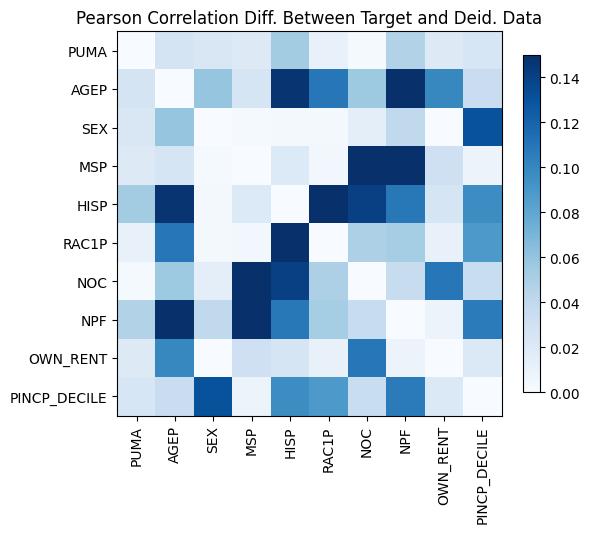 Pearson Correlation Diff. Between Target and Deid. Data
PUMA
AGEP
SEX
MSP
HISP
RAC1P
NOC
NPF
OWN_RENT
PINCP_DECILE
PUMA
AGEP
SEX
MSP
HISP
RAC1P
NOC
NPF
OWN_RENT
PINCP_DECILE
0.14
0.12
0.10
0.08
0.06
0.04
0.02
0.00